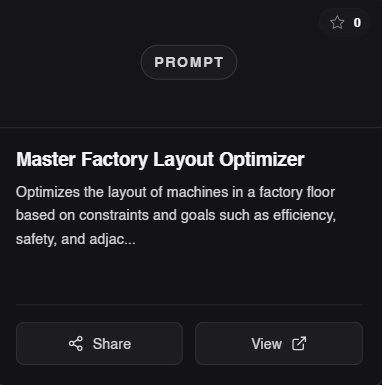 0
PROMPT
Master Factory Layout Optimizer
Optimizes the layout of machines in a factory floor
based on constraints and goals such as efficiency,
safety, and adjac...
Share
View